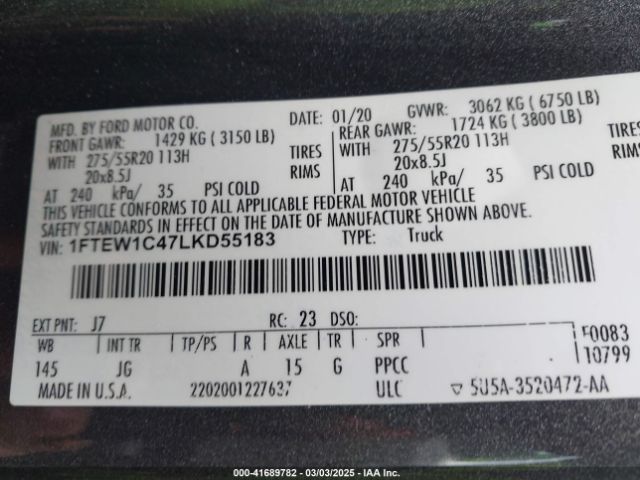 MFD. BY FORD MOTOR CO. DATE: 01/20 GVWR: 3062 KG ( 6750 LB)
FRONT GAWR: 1429 KG ( 3150 LB) REAR GAWR: 1724 KG ( 3800 LB)
WITH 275/55R20 113H TIRES WITH 275/55R20 113H TIRES
20x8.5J RIMS 20x8.5J RIMS
AT 240 kPa/ 35 PSI COLD AT 240 kPa/ 35 PSI COLD
THIS VEHICLE CONFORMS TO ALL APPLICABLE FEDERAL MOTOR VEHICLE
SAFETY STANDARDS IN EFFECT ON THE DATE OF MANUFACTURE SHOWN ABOVE.
VIN: 1FTEW1C47LKD55183 TYPE: Truck
EXT PNT: J7 RC: 23 DSO:
WB INT TR TP/PS R AXLE TR SPR
145 JG A 15 G PPCC
F0083
10799
MADE IN U.S.A. 2202001227637 ULC ▽ 5U5A-3520472-AA
000-41689782 - 03/03/2025 - IAA Inc.